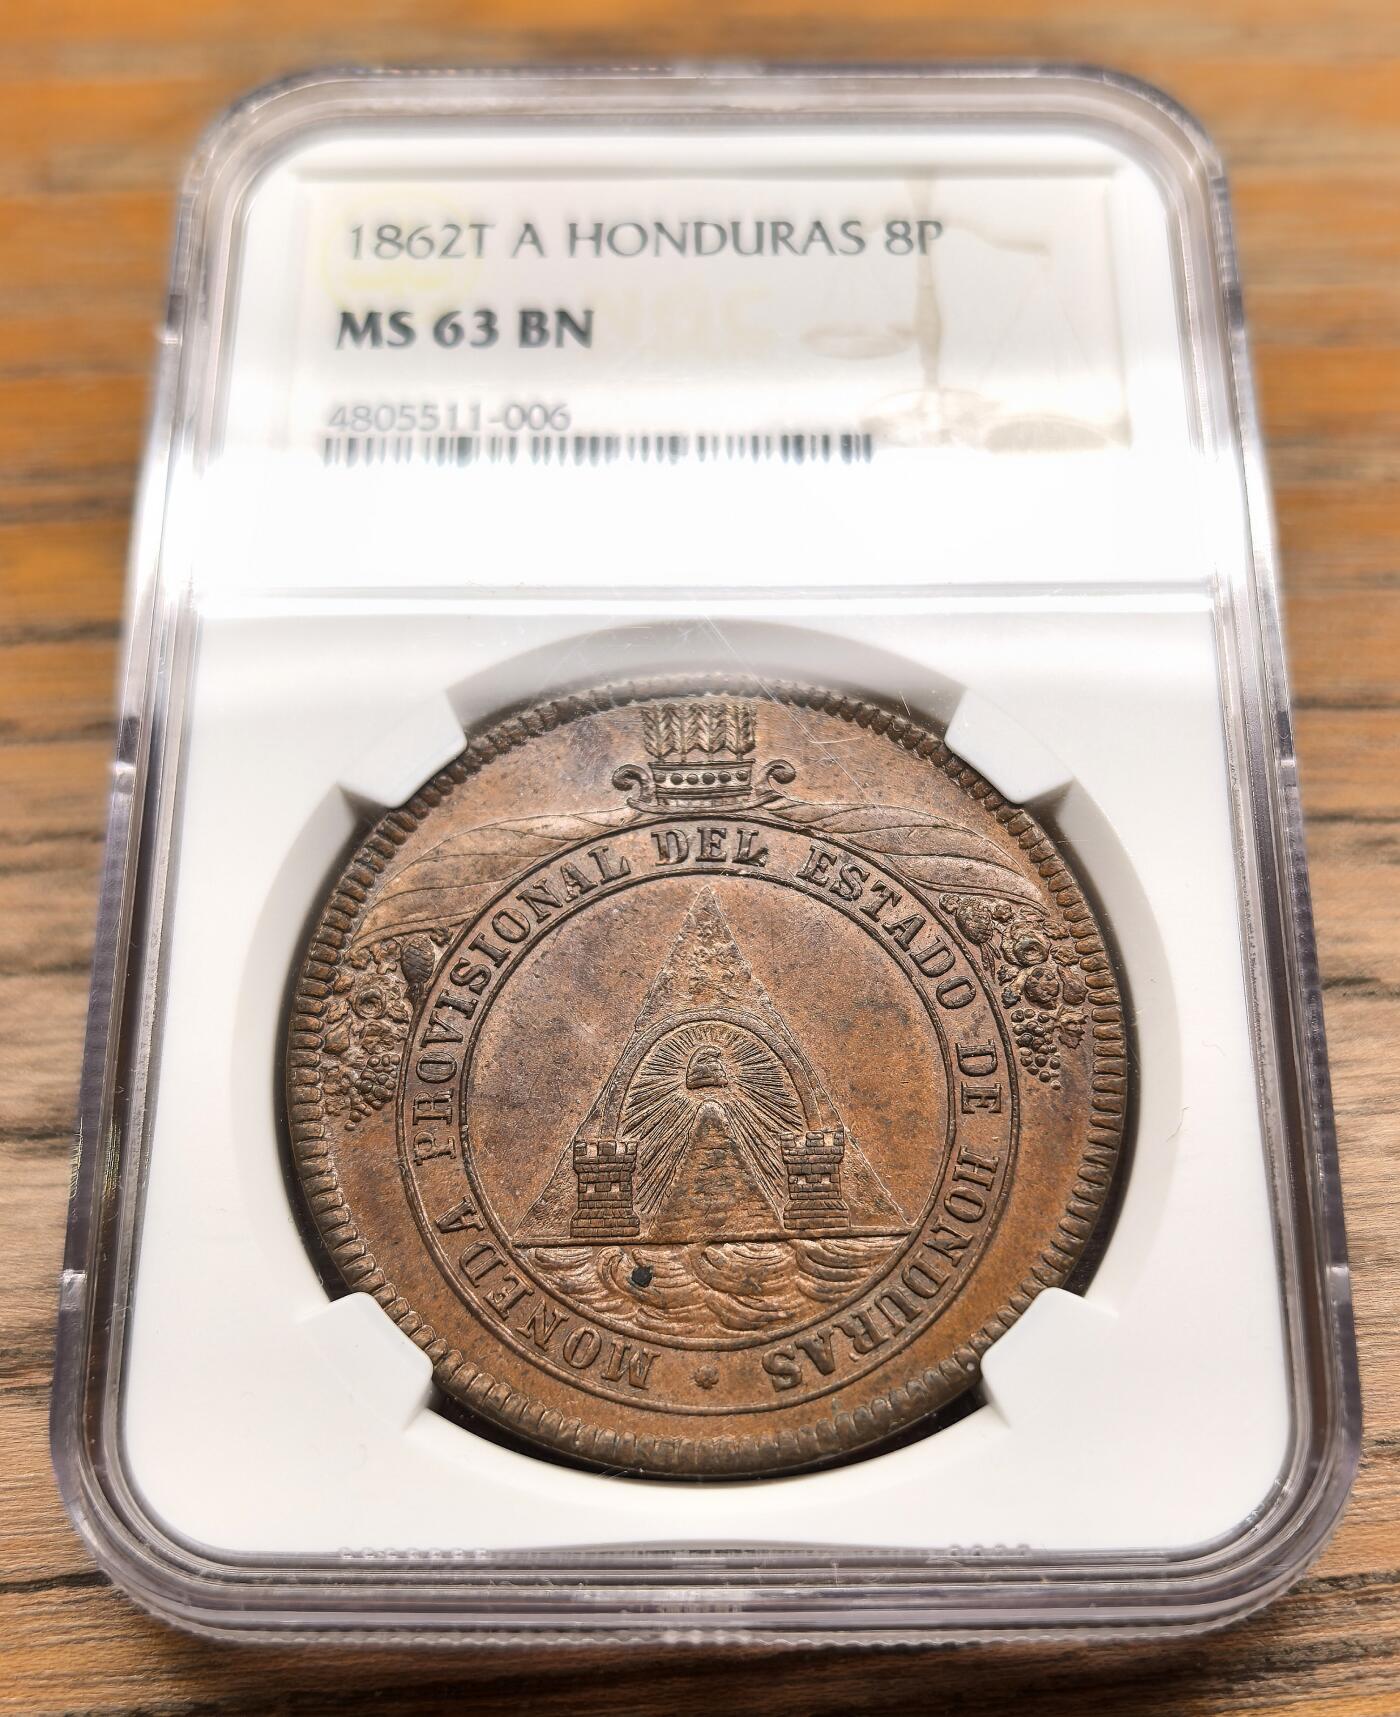 1862T A HONDURAS 8P
MS 63 BN
4805511-006
MONEDA PROVISIONAL DEL ESTADO DE HONDURAS